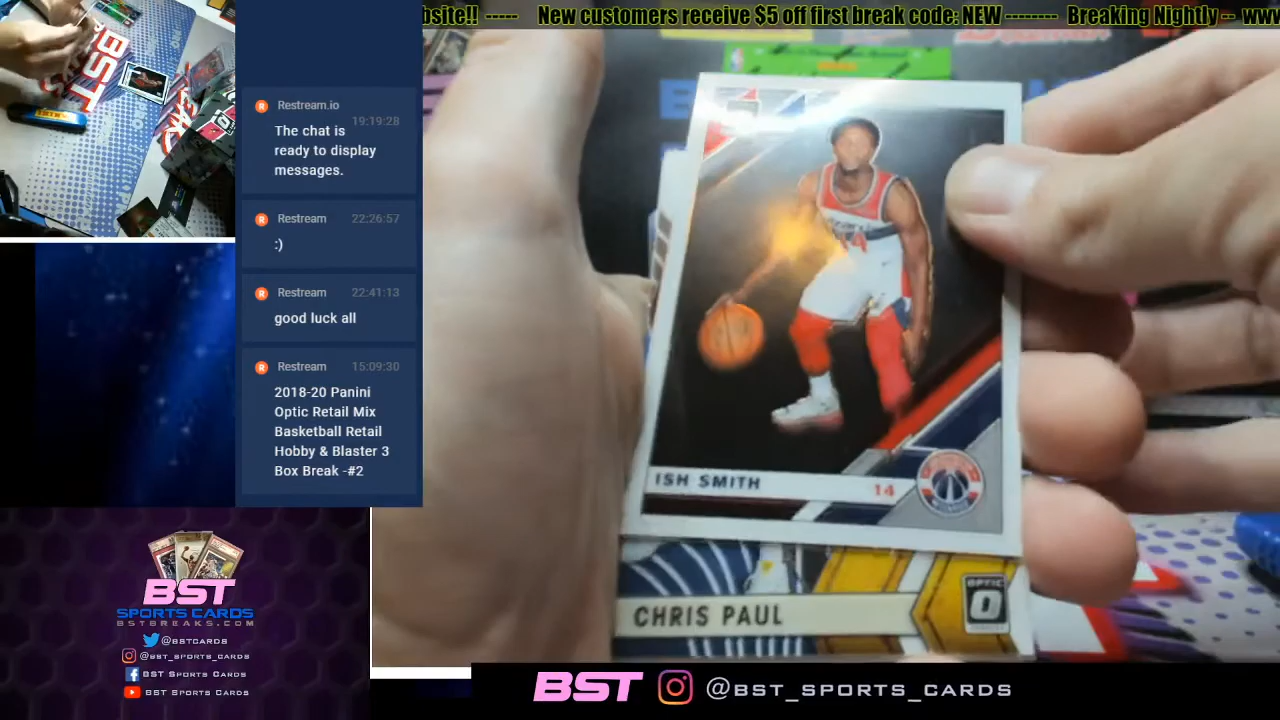 bsite!! ----- New customers receive $5 off first break code: NEW -------- Breaking Nightly -- www
Restream.io 19:19:28
The chat is
ready to display
messages.
Restream 22:26:57
:)
Restream 22:41:13
good luck all
Restream 15:09:30
2018-20 Panini
Optic Retail Mix
Basketball Retail
Hobby & Blaster 3
Box Break -#2
BST
ISH SMITH 14
CHRIS PAUL
OPTIC
BST
SPORTS CARDS
BSTBREAKS.COM
@BSTCARDS
@BST_SPORTS_CARDS
BST SPORTS CARDS
BST SPORTS CARDS
BST @BST_SPORTS_CARDS